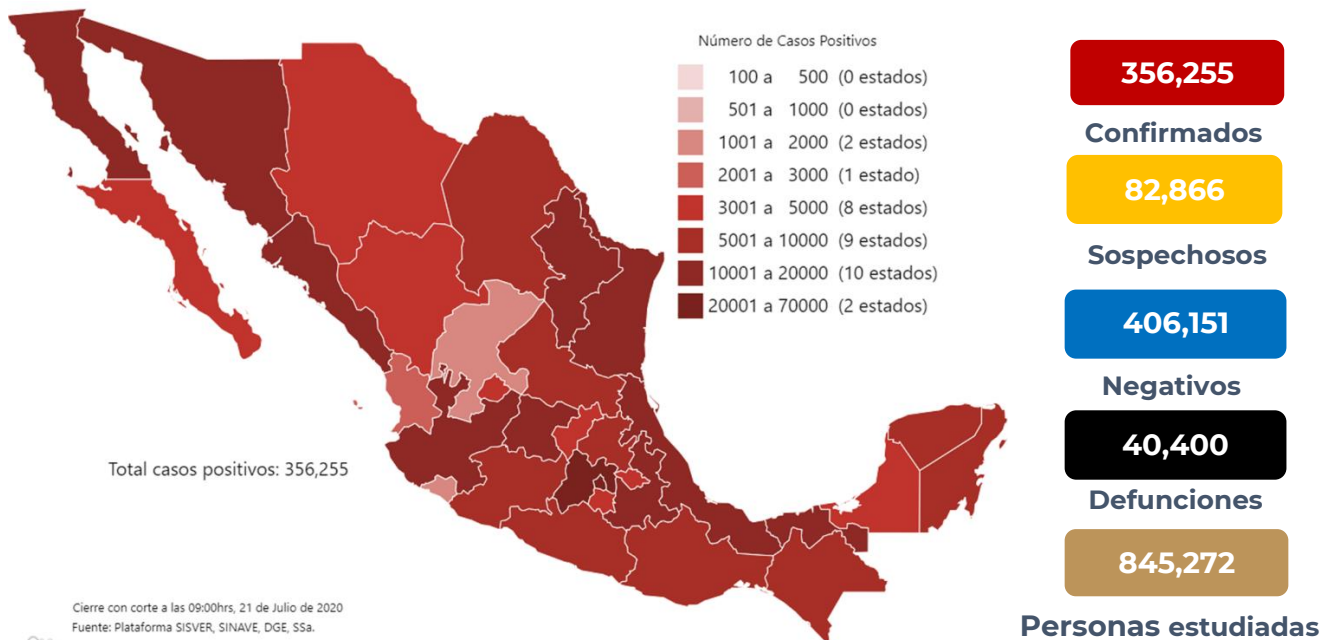 Número de Casos Positivos
100 a 500 (0 estados)
501 a 1000 (0 estados)
1001 a 2000 (2 estados)
2001 a 3000 (1 estado)
3001 a 5000 (8 estados)
5001 a 10000 (9 estados)
10001 a 20000 (10 estados)
20001 a 70000 (2 estados)
Total casos positivos: 356,255
Cierre con corte a las 09:00hrs, 21 de Julio de 2020
Fuente: Plataforma SISVER, SINAVE, DGE, SSa.
356,255
Confirmados
82,866
Sospechosos
406,151
Negativos
40,400
Defunciones
845,272
Personas estudiadas